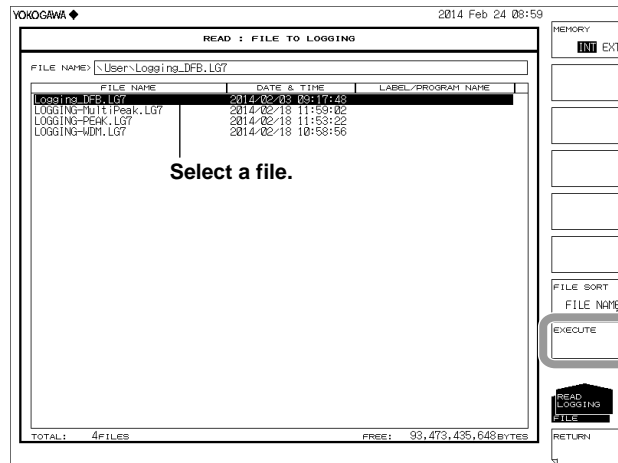 YOKOGAWA
2014 Feb 24 08:59
READ : FILE TO LOGGING
FILE NAME> \User\Logging_DFB.LG7
FILE NAME DATE & TIME LABEL/PROGRAM NAME
Logging_DFB.LG7 2014/02/03 09:17:48
LOGGING-MultiPeak.LG7 2014/02/18 11:59:02
LOGGING-PEAK.LG7 2014/02/18 11:53:22
LOGGING-WDM.LG7 2014/02/18 10:58:56
Select a file.
TOTAL: 4FILES FREE: 93,473,435,648BYTES
MEMORY
INT EXT
FILE SORT
FILE NAME
EXECUTE
READ
LOGGING
FILE
RETURN